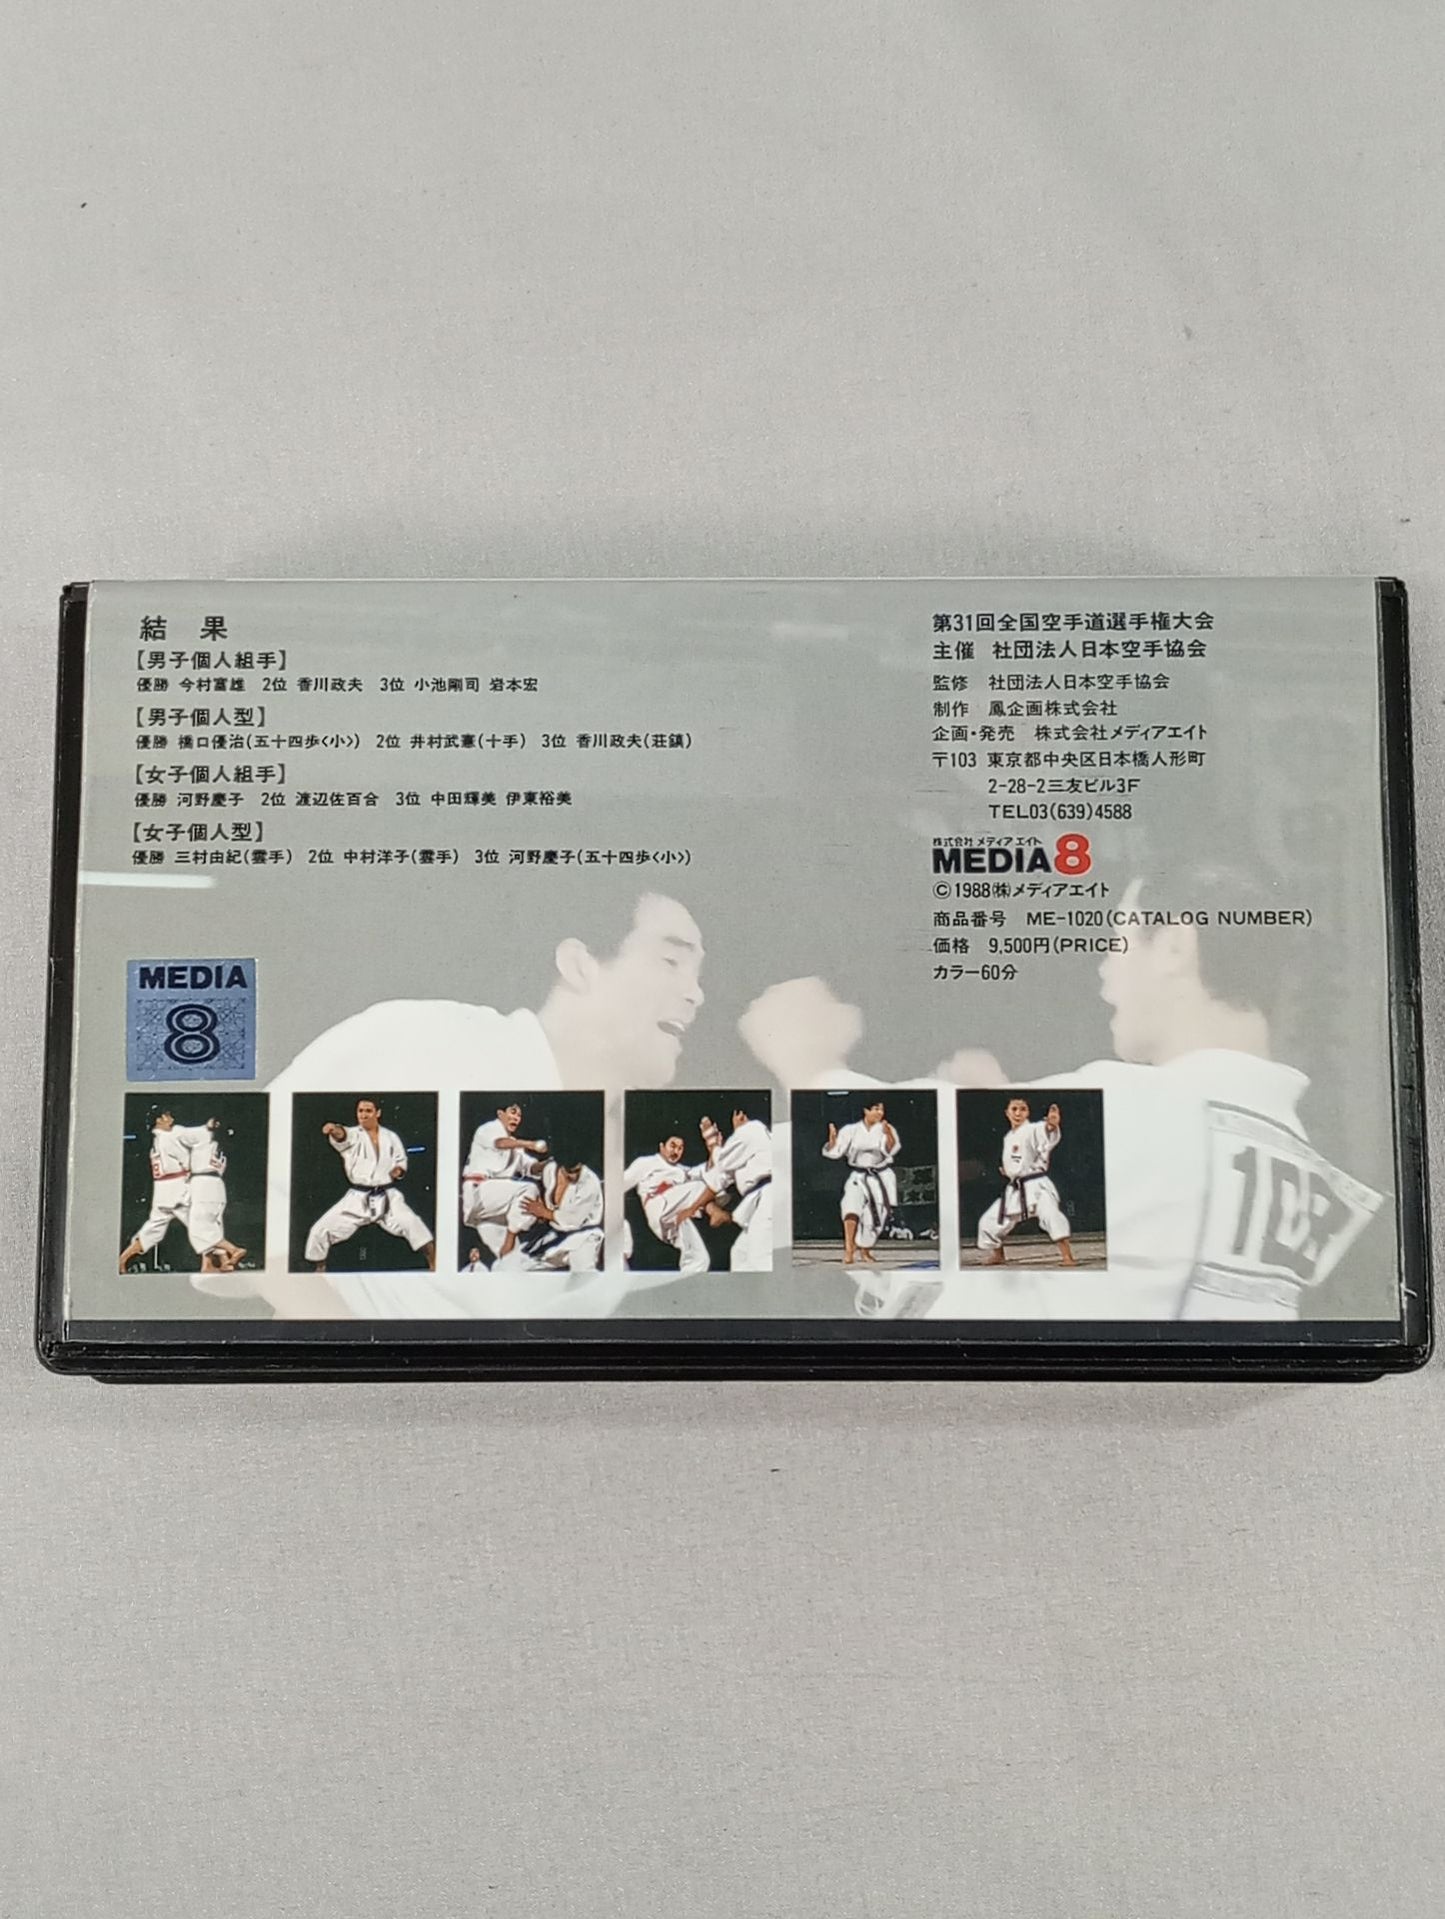 結 果
【男子個人組手】
優勝 今村富雄 2位 香川政夫 3位 小池剛司 岩本宏
【男子個人型】
優勝 橋口優治(五十四歩<小>) 2位 井村武憲(十手) 3位 香川政夫(荘鎮)
【女子個人組手】
優勝 河野慶子 2位 渡辺佐百合 3位 中田輝美 伊東裕美
【女子個人型】
優勝 三村由紀(雲手) 2位 中村洋子(雲手) 3位 河野慶子(五十四歩<小>)
MEDIA
8
第31回全国空手道選手権大会
主催 社団法人日本空手協会
監修 社団法人日本空手協会
制作 鳳企画株式会社
企画・発売 株式会社メディアエイト
〒103 東京都中央区日本橋人形町
2-28-2三友ビル3F
TEL03(639)4588
株式会社 メディアエイト
MEDIA8
©1988㈱メディアエイト
商品番号 ME-1020(CATALOG NUMBER)
価格 9,500円(PRICE)
カラー60分